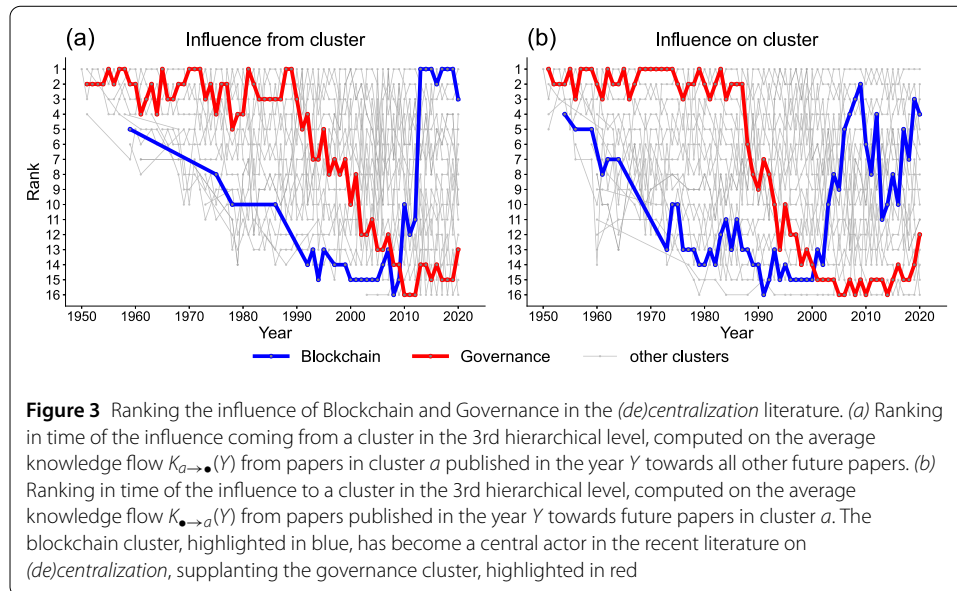 (a)
Influence from cluster
(b)
Influence on cluster
Rank
1
2
3
4
5
6
7
8
9
10
11
12
13
14
15
16
1950 1960 1970 1980 1990 2000 2010 2020
Year
1
2
3
4
5
6
7
8
9
10
11
12
13
14
15
16
1950 1960 1970 1980 1990 2000 2010 2020
Year
Blockchain Governance other clusters
Figure 3 Ranking the influence of Blockchain and Governance in the (de)centralization literature. (a) Ranking
in time of the influence coming from a cluster in the 3rd hierarchical level, computed on the average
knowledge flow Ka→•(Y) from papers in cluster a published in the year Y towards all other future papers. (b)
Ranking in time of the influence to a cluster in the 3rd hierarchical level, computed on the average
knowledge flow K•→a(Y) from papers published in the year Y towards future papers in cluster a. The
blockchain cluster, highlighted in blue, has become a central actor in the recent literature on
(de)centralization, supplanting the governance cluster, highlighted in red